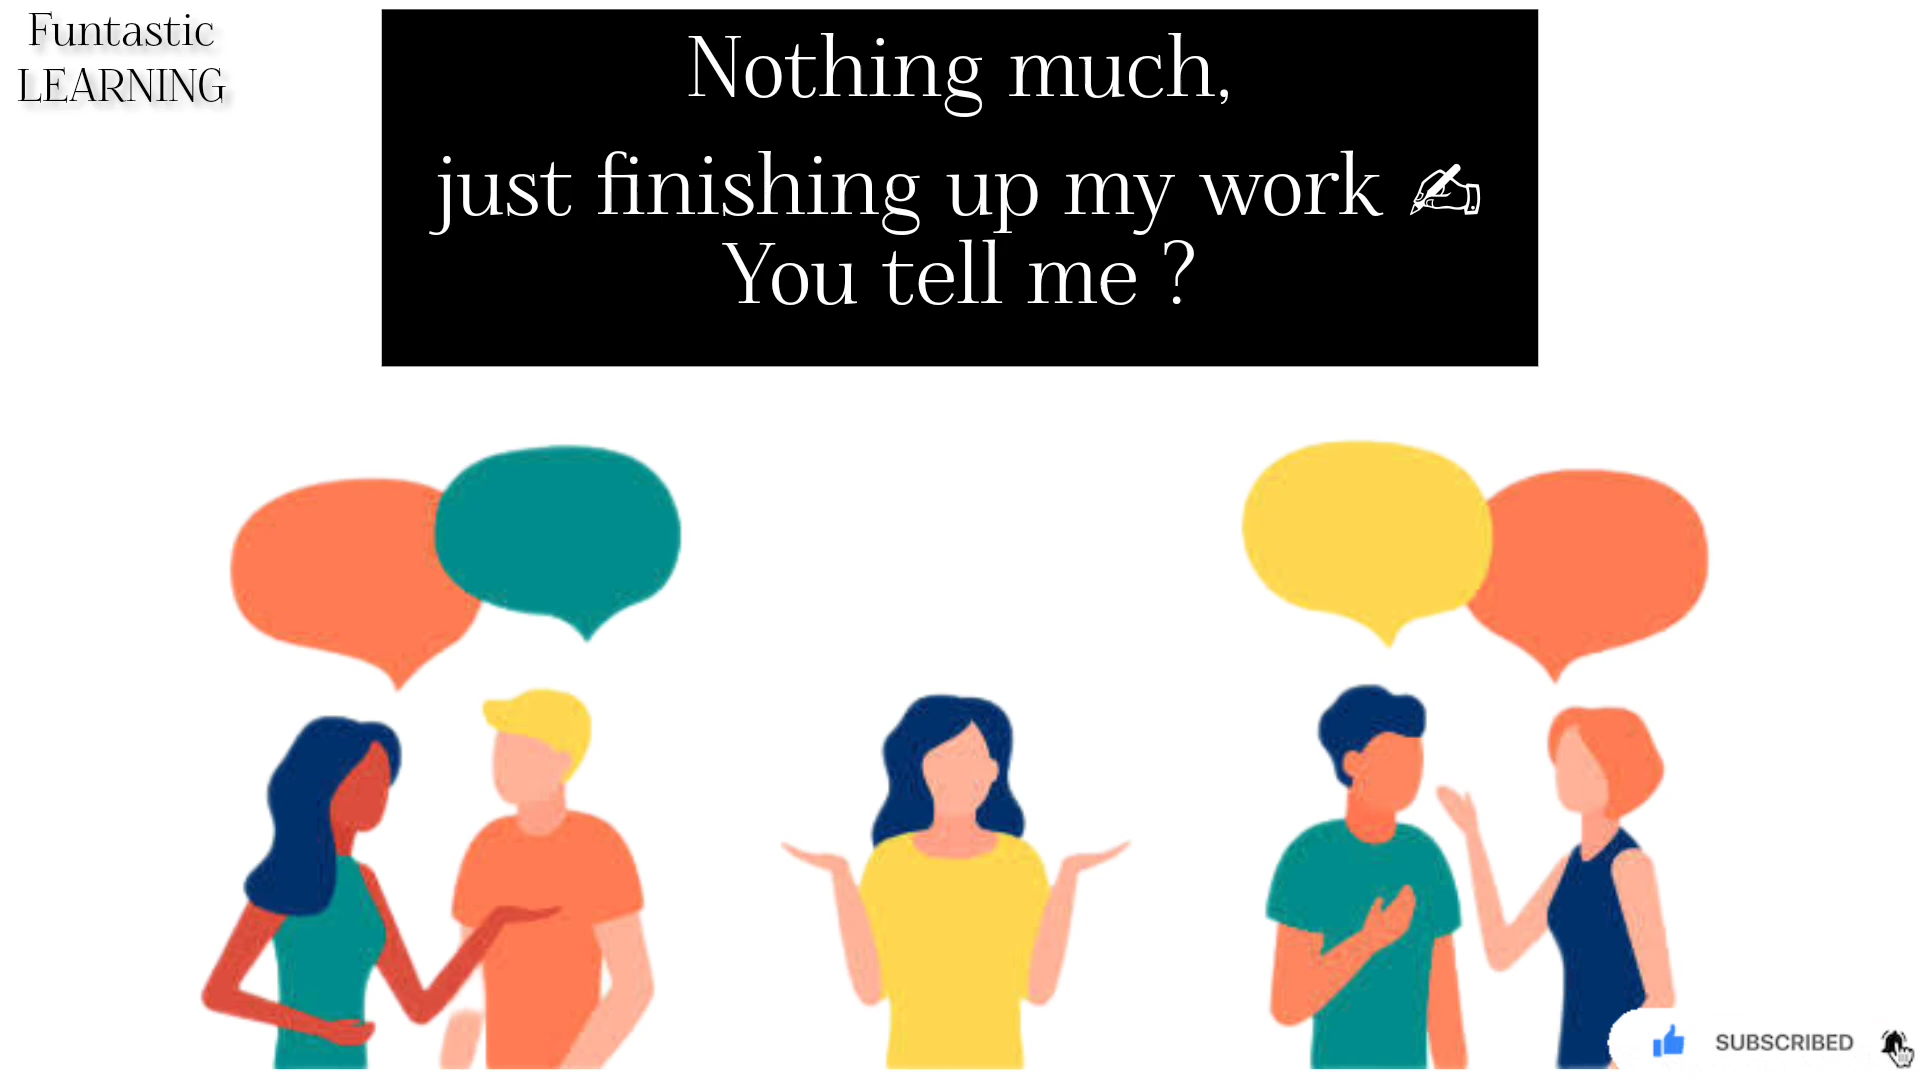 Funtastic
LEARNING
Nothing much,
just finishing up my work ✍
You tell me ?
SUBSCRIBED